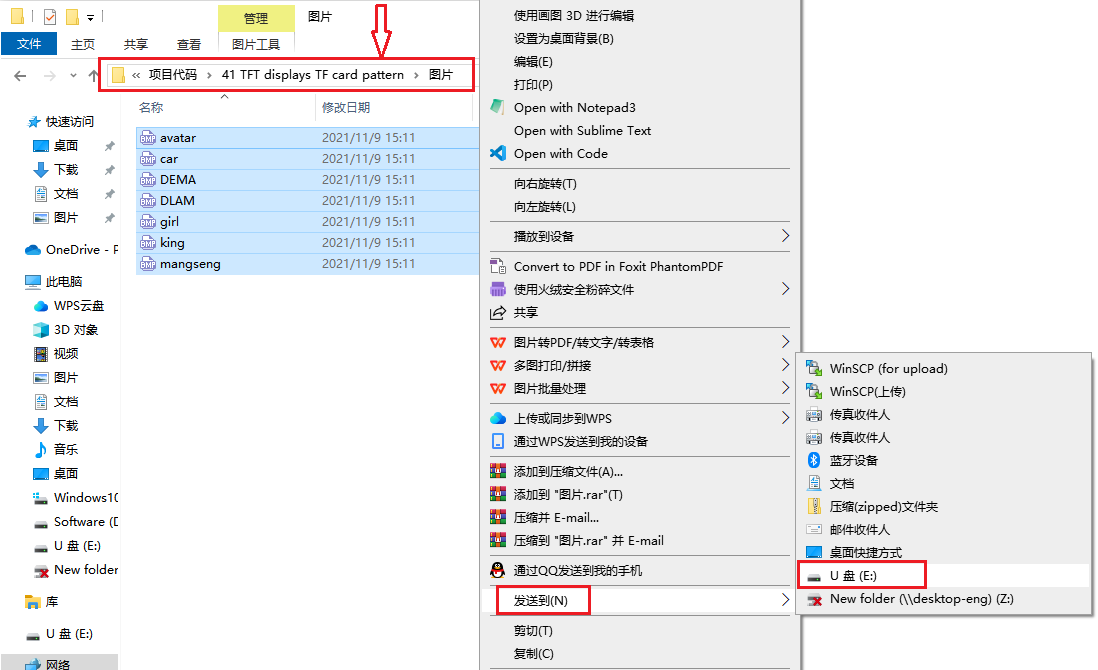 管理
图片
文件
主页
共享
查看
图片工具
« 项目代码 › 41 TFT displays TF card pattern › 图片
名称
修改日期
快速访问
桌面
下载
文档
图片
OneDrive - P
此电脑
WPS云盘
3D 对象
视频
图片
文档
下载
音乐
桌面
Windows10
Software (D
U 盘 (E:)
New folder
库
U 盘 (E:)
网络
avatar 2021/11/9 15:11
car 2021/11/9 15:11
DEMA 2021/11/9 15:11
DLAM 2021/11/9 15:11
girl 2021/11/9 15:11
king 2021/11/9 15:11
mangseng 2021/11/9 15:11
使用画图 3D 进行编辑
设置为桌面背景(B)
编辑(E)
打印(P)
Open with Notepad3
Open with Sublime Text
Open with Code
向右旋转(T)
向左旋转(L)
播放到设备
Convert to PDF in Foxit PhantomPDF
使用火绒安全粉碎文件
共享
图片转PDF/转文字/转表格
多图打印/拼接
图片批量处理
上传或同步到WPS
通过WPS发送到我的设备
添加到压缩文件(A)...
添加到 "图片.rar"(T)
压缩并 E-mail...
压缩到 "图片.rar" 并 E-mail
通过QQ发送到我的手机
发送到(N)
剪切(T)
复制(C)
WinSCP (for upload)
WinSCP(上传)
传真收件人
传真收件人
蓝牙设备
文档
压缩(zipped)文件夹
邮件收件人
桌面快捷方式
U 盘 (E:)
New folder (\\desktop-eng) (Z:)